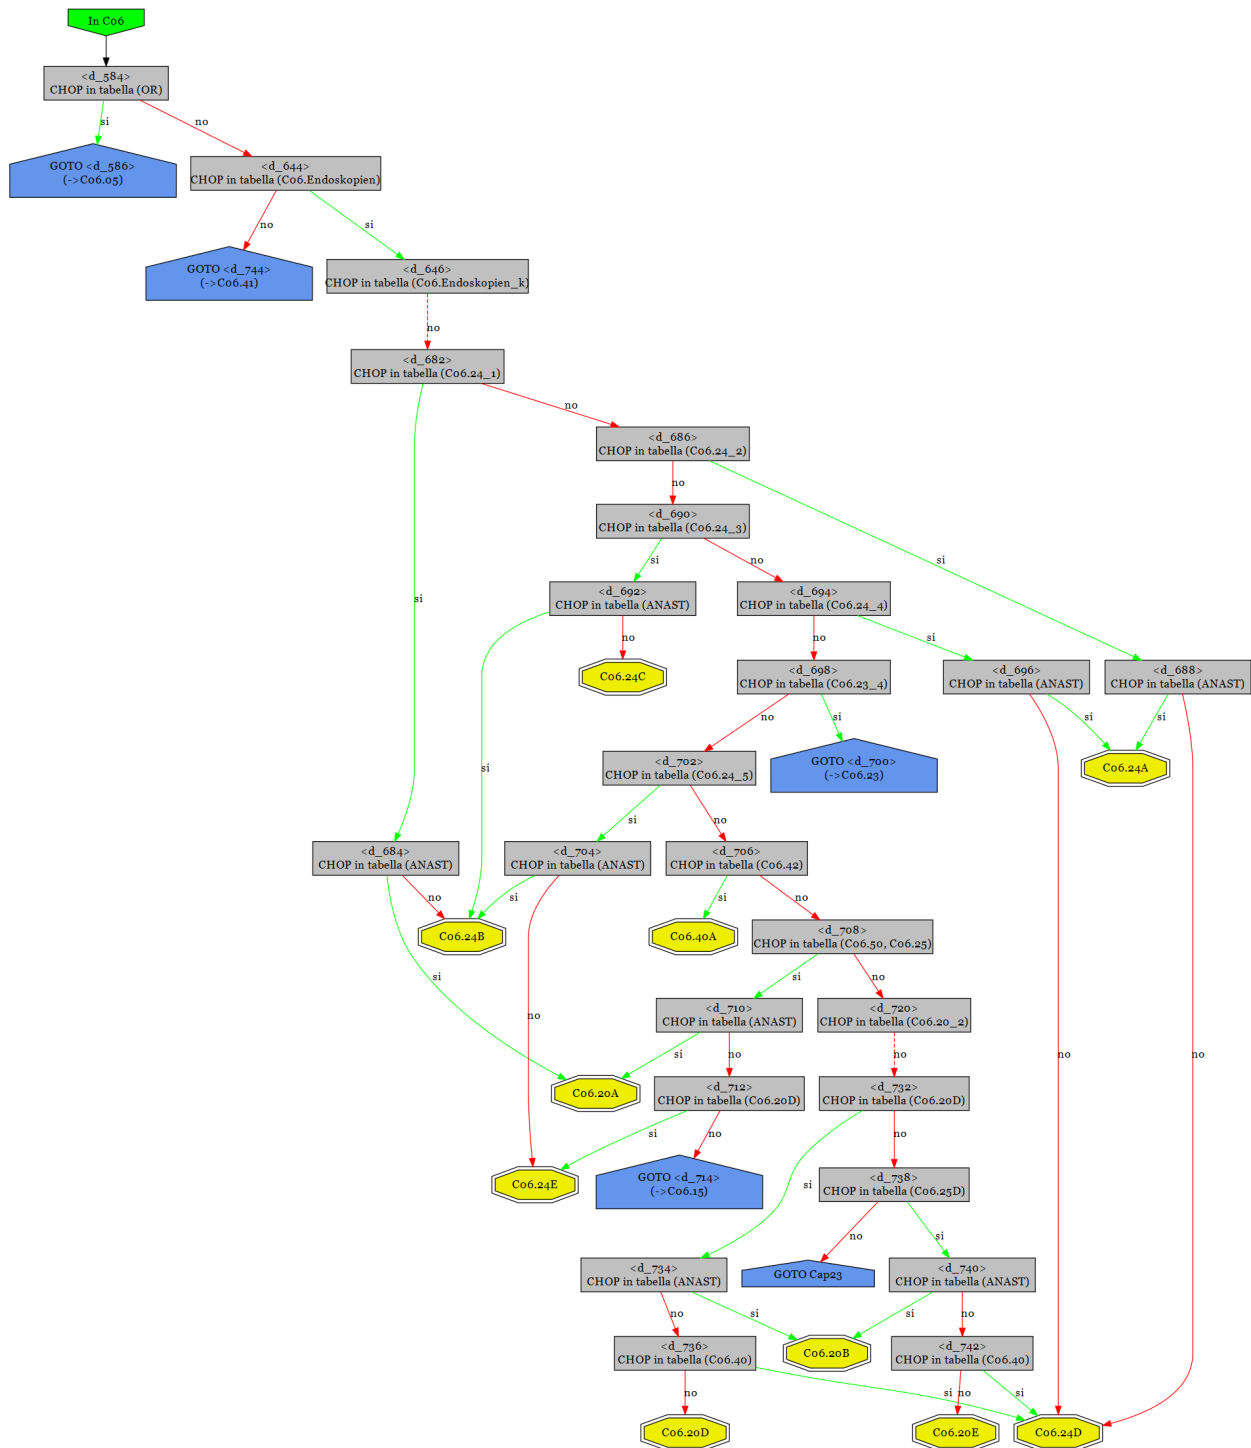 In C06
<d_584>
CHOP in tabella (OR)
si
no
GOTO <d_586>
(->C06.05)
<d_644>
CHOP in tabella (C06.Endoskopien)
no
si
GOTO <d_744>
(->C06.41)
<d_646>
CHOP in tabella (C06.Endoskopien_k)
no
<d_682>
CHOP in tabella (C06.24_1)
no
<d_686>
CHOP in tabella (C06.24_2)
no
<d_690>
CHOP in tabella (C06.24_3)
si
si
no
si
<d_692>
CHOP in tabella (ANAST)
<d_694>
CHOP in tabella (C06.24_4)
no
no
si
C06.24C
<d_698>
CHOP in tabella (C06.23_4)
<d_696>
CHOP in tabella (ANAST)
<d_688>
CHOP in tabella (ANAST)
no
si
si
si
si
<d_702>
CHOP in tabella (C06.24_5)
GOTO <d_700>
(->C06.23)
C06.24A
si
no
<d_684>
CHOP in tabella (ANAST)
<d_704>
CHOP in tabella (ANAST)
<d_706>
CHOP in tabella (C06.42)
no
si
si
no
C06.24B
C06.40A
<d_708>
CHOP in tabella (C06.50, C06.25)
si
si
no
<d_710>
CHOP in tabella (ANAST)
<d_720>
CHOP in tabella (C06.20_2)
no
si
no
no
no
no
C06.20A
<d_712>
CHOP in tabella (C06.20D)
<d_732>
CHOP in tabella (C06.20D)
si
no
no
C06.24E
GOTO <d_714>
(->C06.15)
si
<d_738>
CHOP in tabella (C06.25D)
no
si
<d_734>
CHOP in tabella (ANAST)
GOTO Cap23
<d_740>
CHOP in tabella (ANAST)
no
si
si
no
<d_736>
CHOP in tabella (C06.40)
C06.20B
<d_742>
CHOP in tabella (C06.40)
no
si
no
si
C06.20D
C06.20E
C06.24D